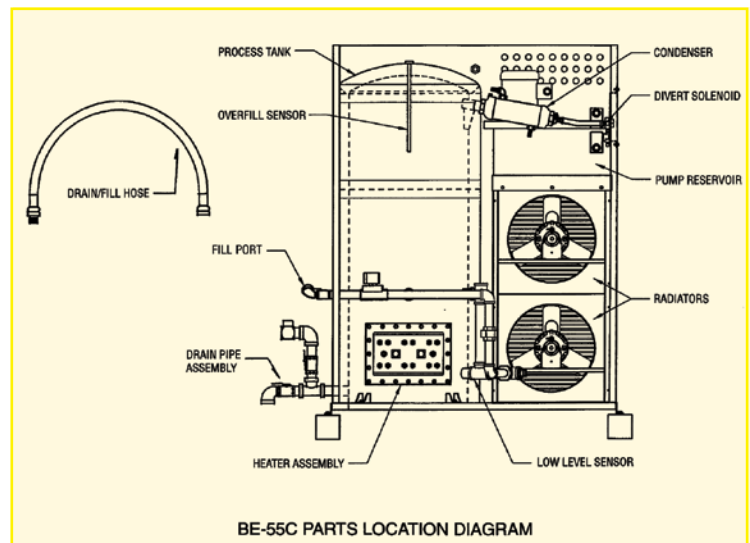 PROCESS TANK
CONDENSER
OVERFILL SENSOR
DIVERT SOLENOID
DRAIN/FILL HOSE
PUMP RESERVOIR
FILL PORT
RADIATORS
DRAIN PIPE
ASSEMBLY
HEATER ASSEMBLY
LOW LEVEL SENSOR
BE-55C PARTS LOCATION DIAGRAM